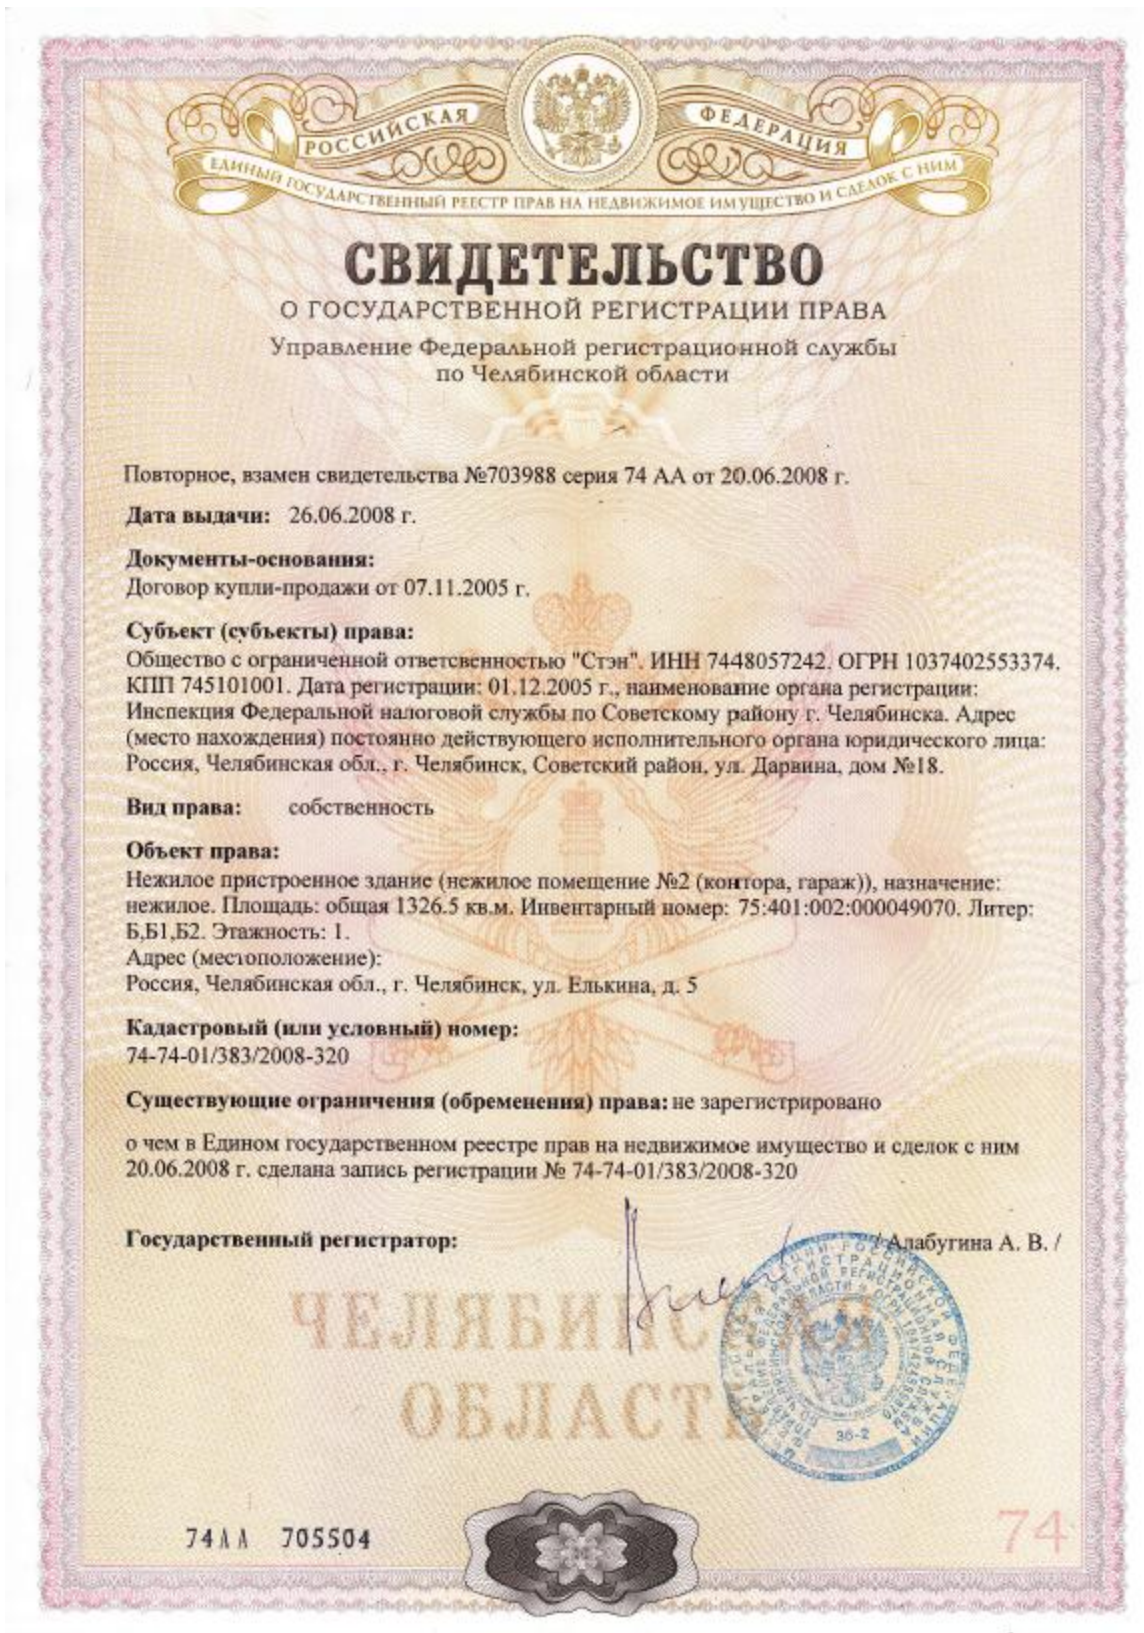 РОССИЙСКАЯ ФЕДЕРАЦИЯ
ЕДИНЫЙ ГОСУДАРСТВЕННЫЙ РЕЕСТР ПРАВ НА НЕДВИЖИМОЕ ИМУЩЕСТВО И СДЕЛОК С НИМ
СВИДЕТЕЛЬСТВО
О ГОСУДАРСТВЕННОЙ РЕГИСТРАЦИИ ПРАВА
Управление Федеральной регистрационной службы
по Челябинской области
Повторное, взамен свидетельства №703988 серия 74 АА от 20.06.2008 г.
Дата выдачи: 26.06.2008 г.
Документы-основания:
Договор купли-продажи от 07.11.2005 г.
Субъект (субъекты) права:
Общество с ограниченной ответсвенностью "Стэн". ИНН 7448057242. ОГРН 1037402553374.
КПП 745101001. Дата регистрации: 01.12.2005 г., наименование органа регистрации:
Инспекция Федеральной налоговой службы по Советскому району г. Челябинска. Адрес
(место нахождения) постоянно действующего исполнительного органа юридического лица:
Россия, Челябинская обл., г. Челябинск, Советский район, ул. Дарвина, дом №18.
Вид права: собственность
Объект права:
Нежилое пристроенное здание (нежилое помещение №2 (контора, гараж)), назначение:
нежилое. Площадь: общая 1326.5 кв.м. Инвентарный номер: 75:401:002:000049070. Литер:
Б,Б1,Б2. Этажность: 1.
Адрес (местоположение):
Россия, Челябинская обл., г. Челябинск, ул. Елькина, д. 5
Кадастровый (или условный) номер:
74-74-01/383/2008-320
Существующие ограничения (обременения) права: не зарегистрировано
о чем в Едином государственном реестре прав на недвижимое имущество и сделок с ним
20.06.2008 г. сделана запись регистрации № 74-74-01/383/2008-320
Государственный регистратор: / Алабугина А. В. /
ЧЕЛЯБИНСКАЯ
ОБЛАСТЬ
36-2
74АА 705504
74